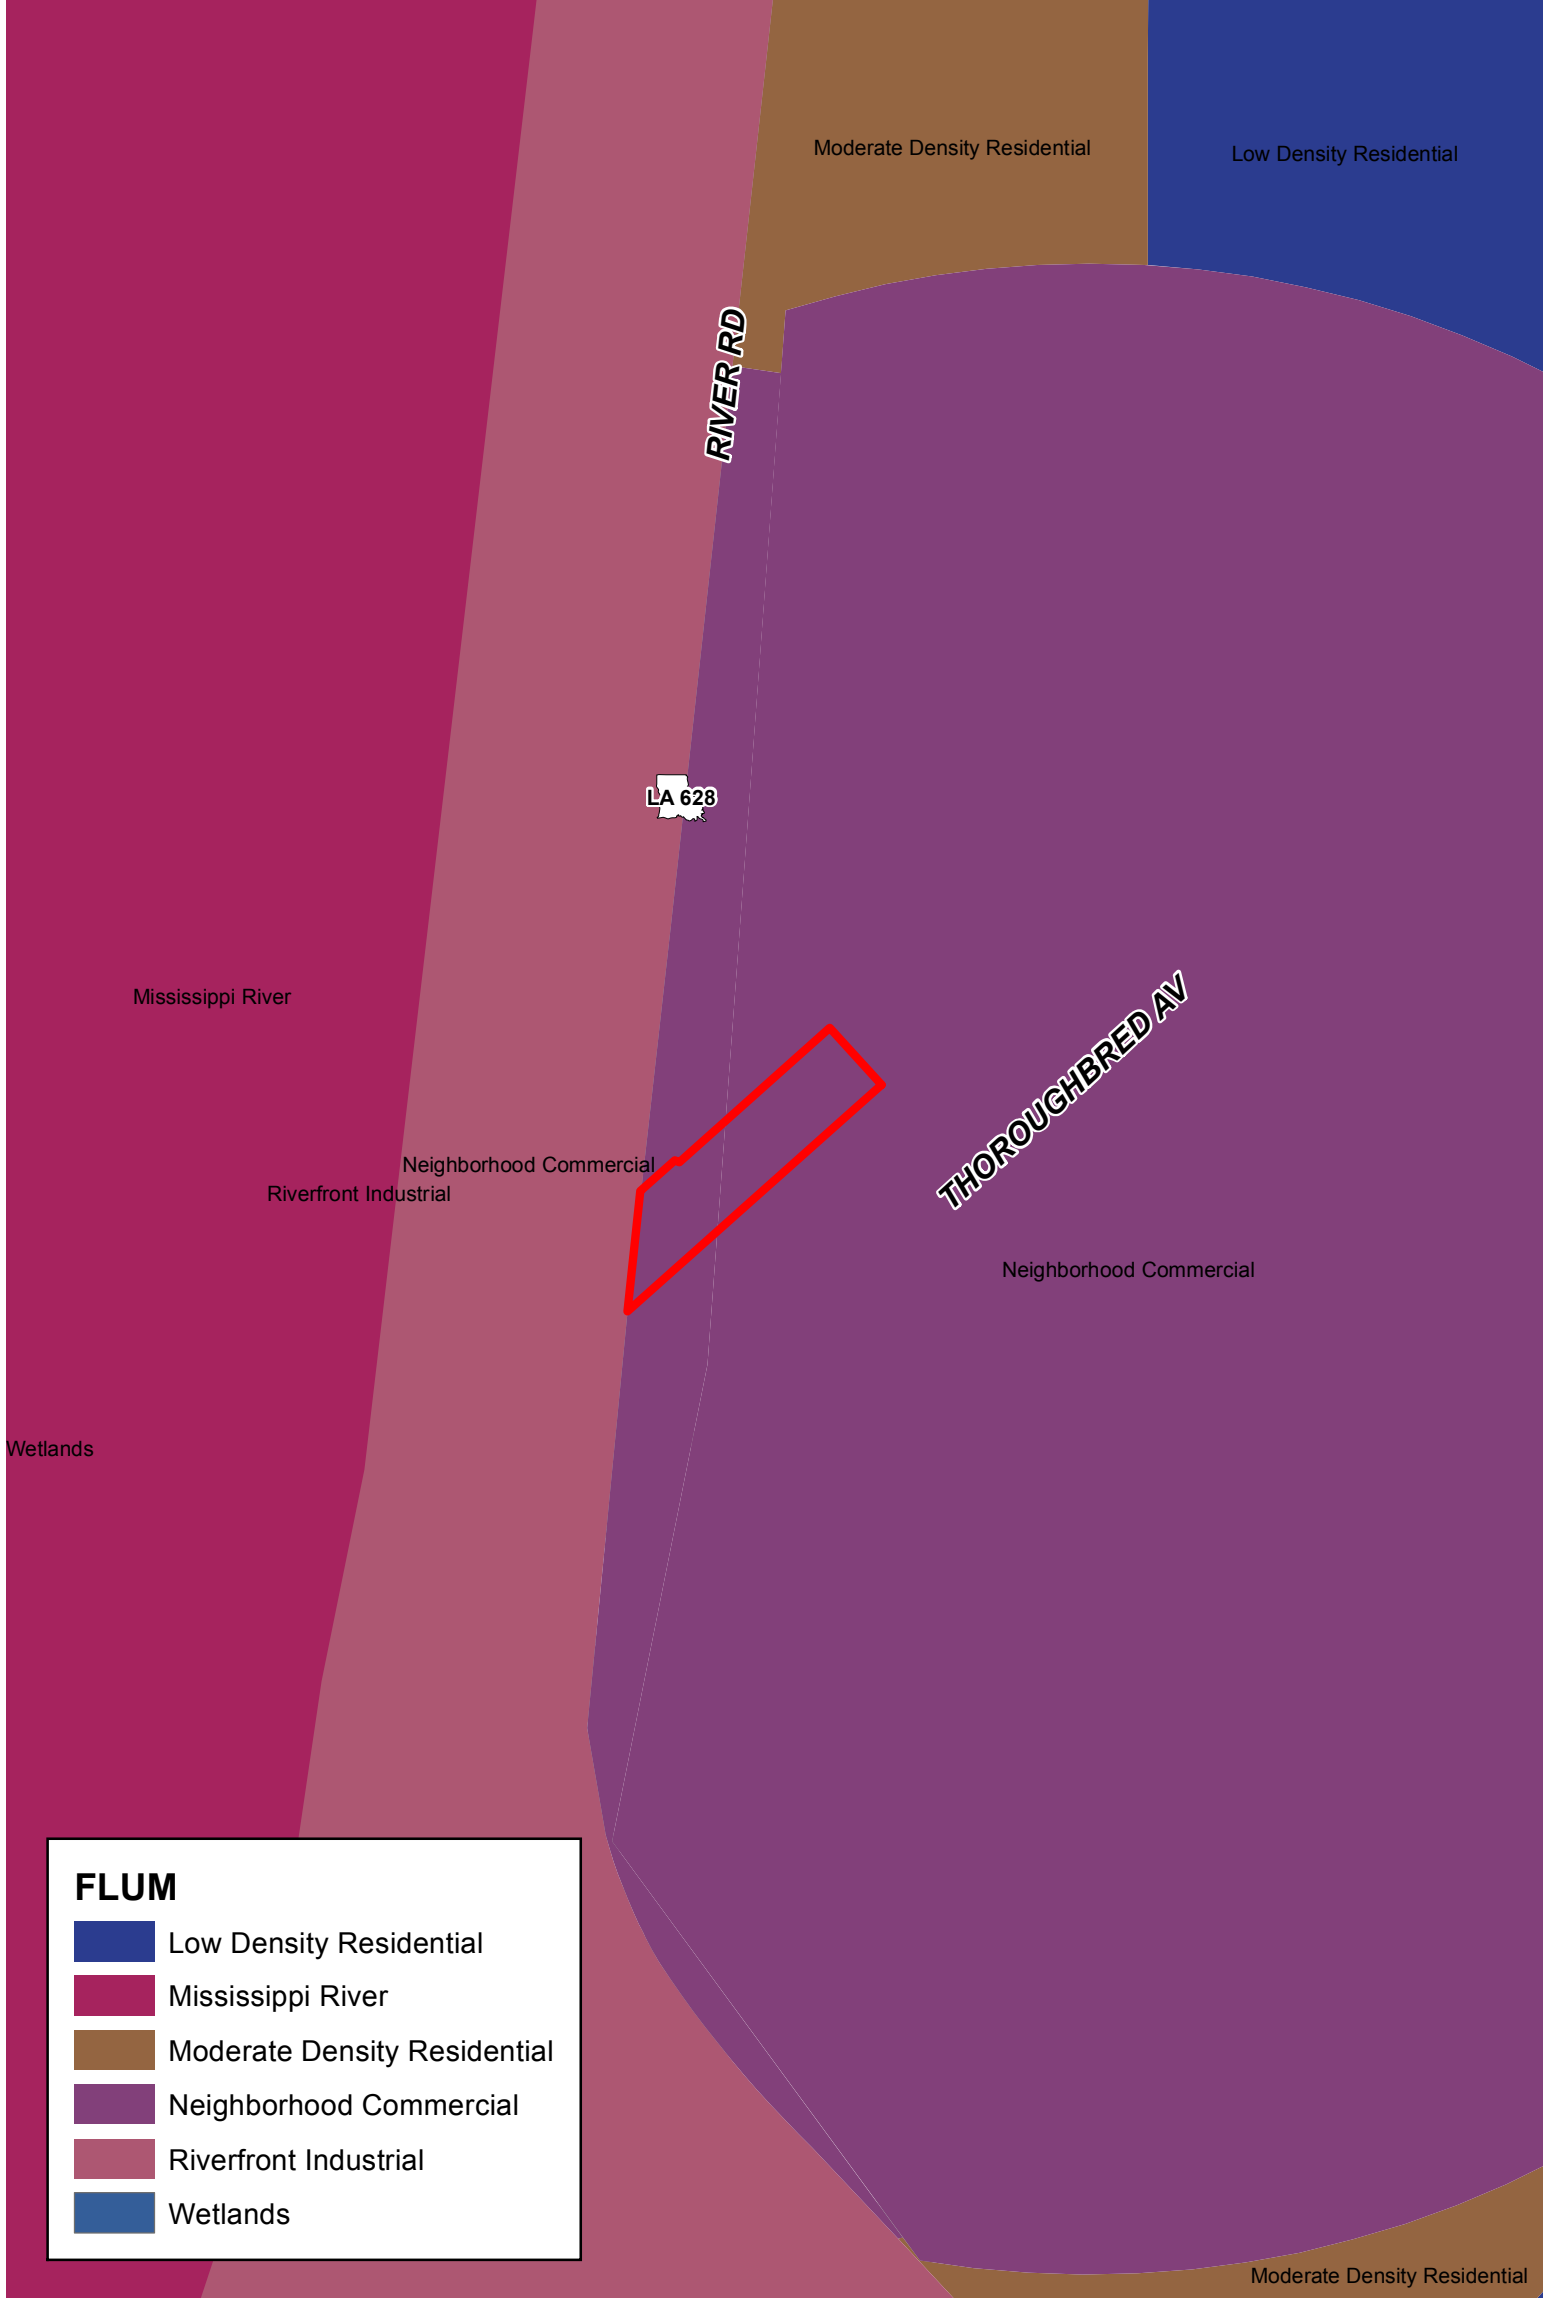 Moderate Density Residential
Low Density Residential
RIVER RD
LA 628
Mississippi River
THOROUGHBRED AV
Neighborhood Commercial
Riverfront Industrial
Neighborhood Commercial
Wetlands
FLUM
Low Density Residential
Mississippi River
Moderate Density Residential
Neighborhood Commercial
Riverfront Industrial
Wetlands
Moderate Density Residential